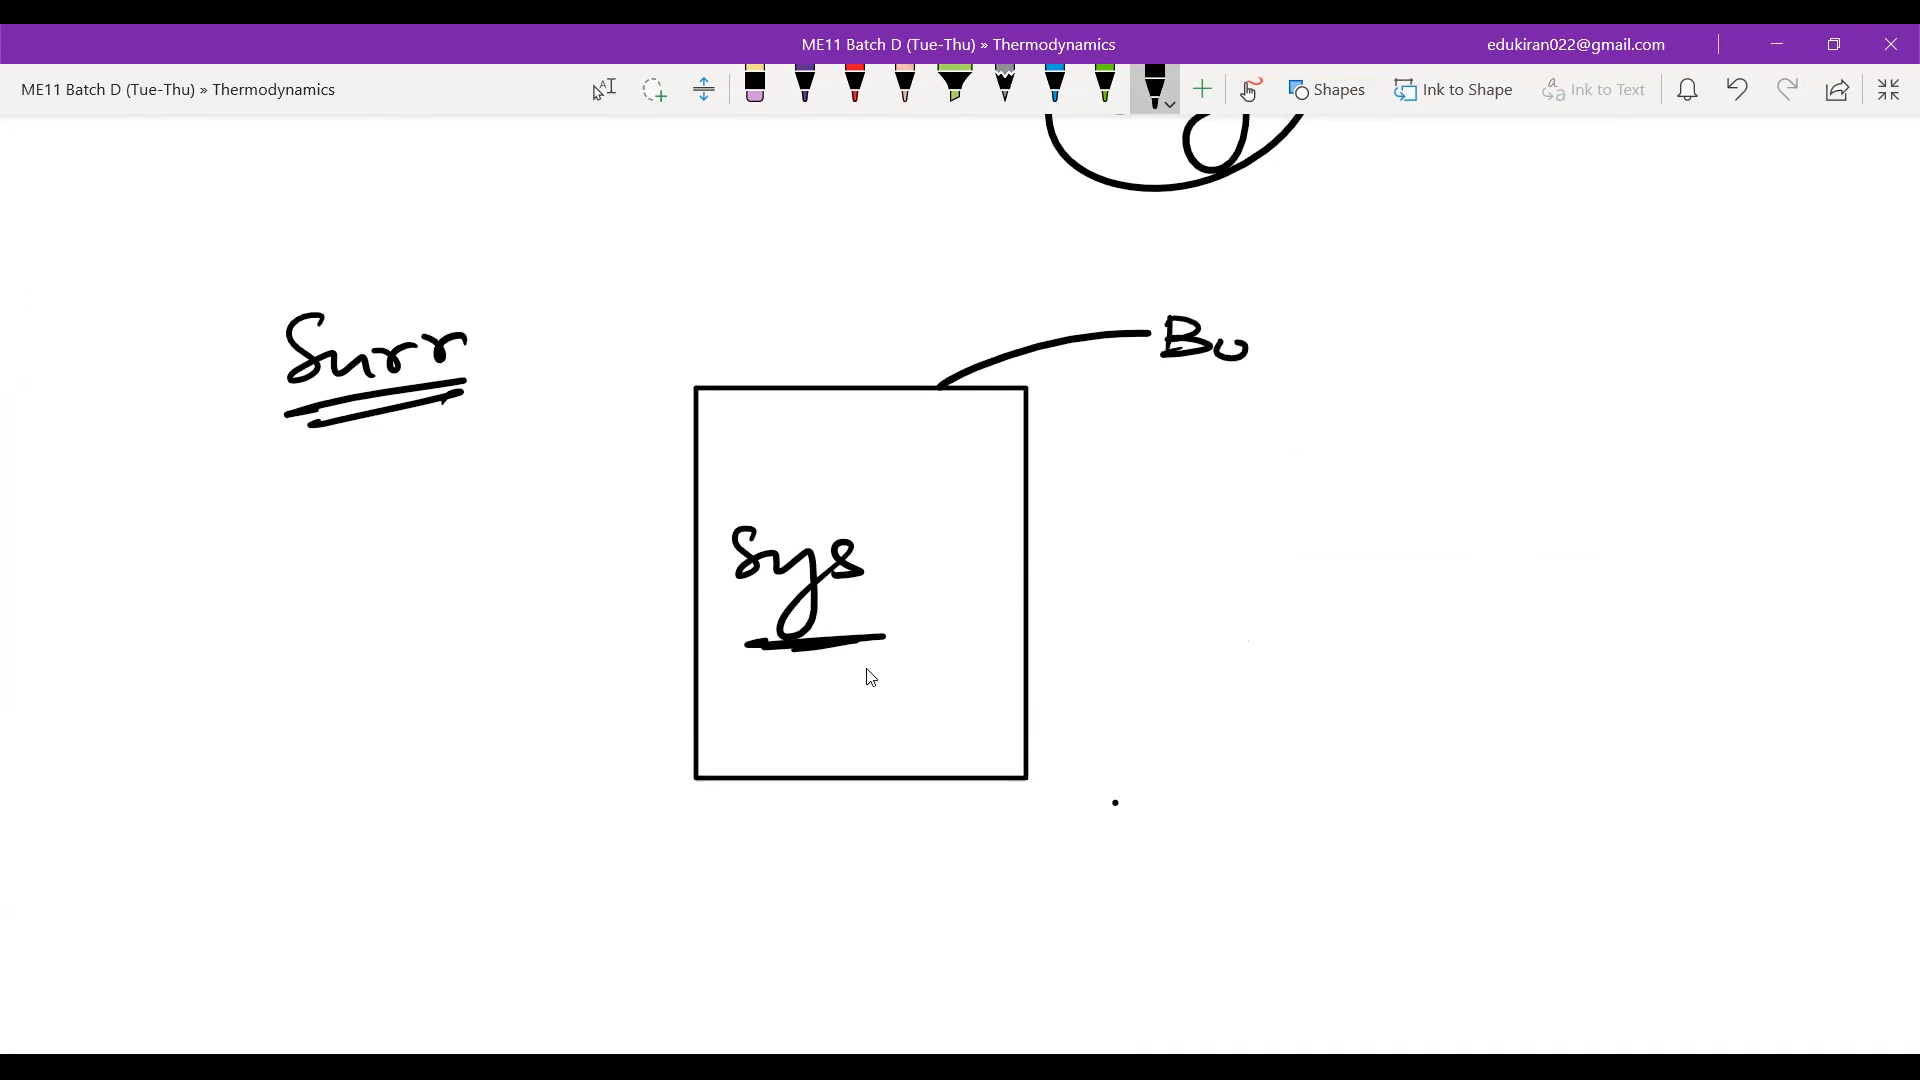 ME11 Batch D (Tue-Thu) » Thermodynamics
edukiran022@gmail.com
ME11 Batch D (Tue-Thu) » Thermodynamics
Shapes
Ink to Shape
Ink to Text
Surr
Bo
Sys